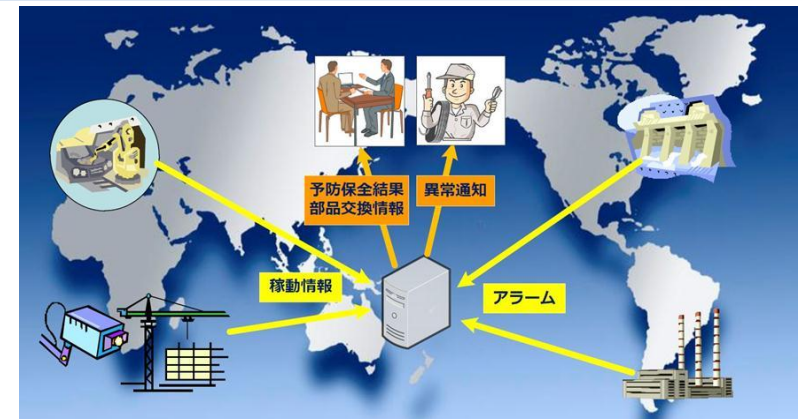 予防保全結果
部品交換情報
異常通知
稼動情報
アラーム